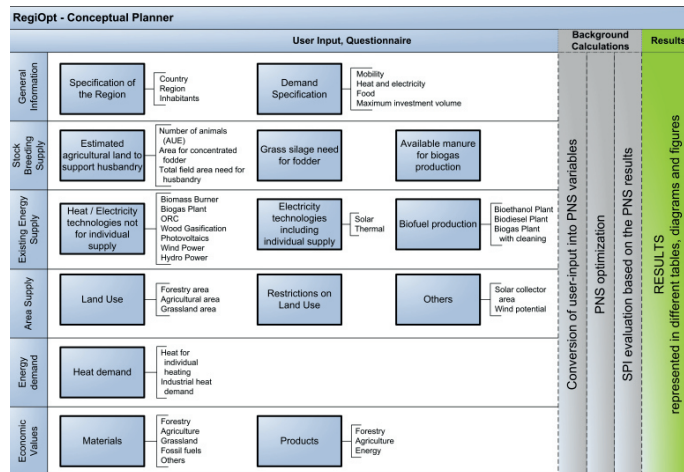 RegiOpt - Conceptual Planner
User Input, Questionnaire
Background
Calculations
Results
General
Information
Specification of
the Region
Country
Region
Inhabitants
Demand
Specification
Mobility
Heat and electricity
Food
Maximum investment volume
Stock
Breeding
Supply
Estimated
agricultural land to
support husbandry
Number of animals
(AUE)
Area for concentrated
fodder
Total field area need for
husbandry
Grass silage need
for fodder
Available manure
for biogas
production
Existing Energy
Supply
Heat / Electricity
technologies not
for individual
supply
Biomass Burner
Biogas Plant
ORC
Wood Gasification
Photovoltaics
Wind Power
Hydro Power
Electricity
technologies
including individual
supply
Solar
Thermal
Biofuel production
Bioethanol Plant
Biodiesel Plant
Biogas Plant
with cleaning
Area Supply
Land Use
Forestry area
Agricultural area
Grassland area
Restrictions on
Land Use
Others
Solar collector
area
Wind potential
Energy
demand
Heat demand
Heat for
individual
heating
Industrial heat
demand
Economic
Values
Materials
Forestry
Agriculture
Grassland
Fossil fuels
Others
Products
Forestry
Agriculture
Energy
Conversion of user-input into PNS variables
PNS optimization
SPI evaluation based on the PNS results
RESULTS
represented in different tables, diagrams and figures